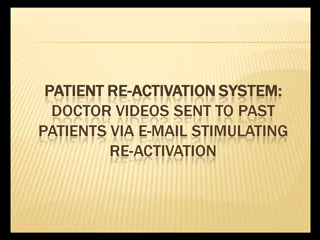 PATIENT RE-ACTIVATION SYSTEM:
DOCTOR VIDEOS SENT TO PAST
PATIENTS VIA E-MAIL STIMULATING
RE-ACTIVATION